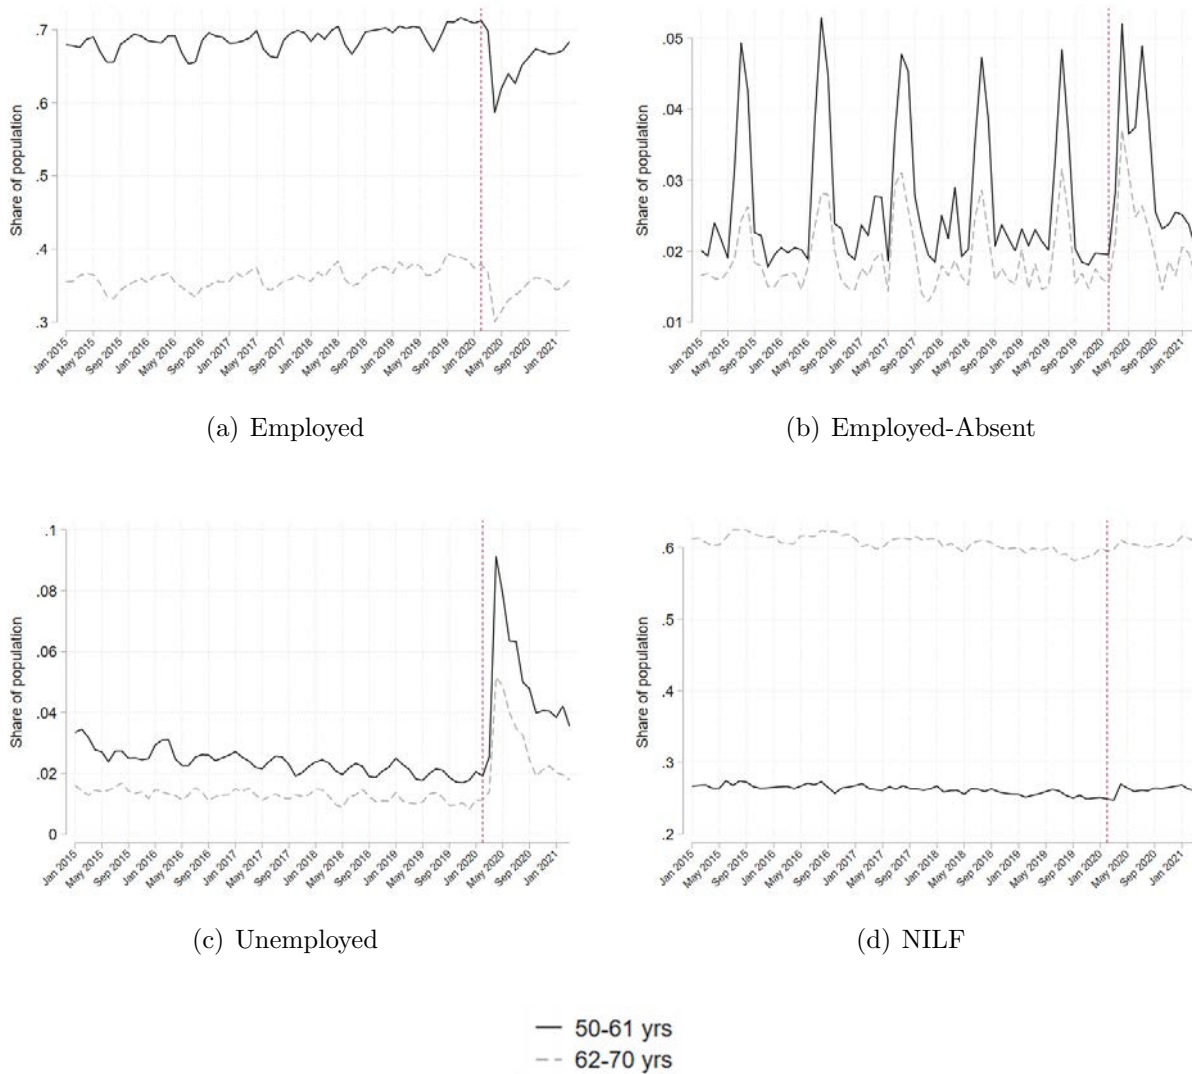 Share of population
.7
.6
.5
.4
.3
Jan 2015
May 2015
Sep 2015
Jan 2016
May 2016
Sep 2016
Jan 2017
May 2017
Sep 2017
Jan 2018
May 2018
Sep 2018
Jan 2019
May 2019
Sep 2019
Jan 2020
May 2020
Sep 2020
Jan 2021
(a) Employed
Share of population
.05
.04
.03
.02
.01
Jan 2015
May 2015
Sep 2015
Jan 2016
May 2016
Sep 2016
Jan 2017
May 2017
Sep 2017
Jan 2018
May 2018
Sep 2018
Jan 2019
May 2019
Sep 2019
Jan 2020
May 2020
Sep 2020
Jan 2021
(b) Employed-Absent
Share of population
.1
.08
.06
.04
.02
0
Jan 2015
May 2015
Sep 2015
Jan 2016
May 2016
Sep 2016
Jan 2017
May 2017
Sep 2017
Jan 2018
May 2018
Sep 2018
Jan 2019
May 2019
Sep 2019
Jan 2020
May 2020
Sep 2020
Jan 2021
(c) Unemployed
Share of population
.6
.5
.4
.3
.2
Jan 2015
May 2015
Sep 2015
Jan 2016
May 2016
Sep 2016
Jan 2017
May 2017
Sep 2017
Jan 2018
May 2018
Sep 2018
Jan 2019
May 2019
Sep 2019
Jan 2020
May 2020
Sep 2020
Jan 2021
(d) NILF
50-61 yrs
62-70 yrs